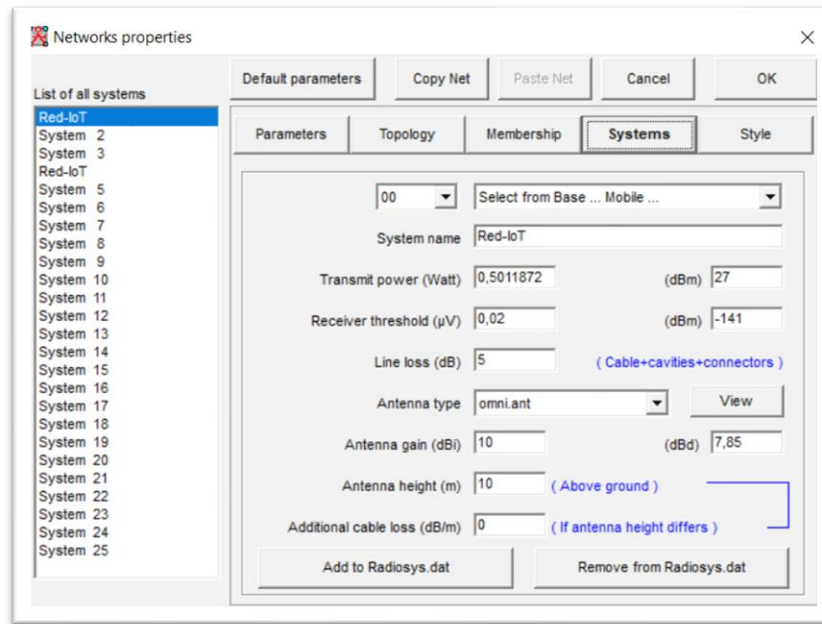 Networks properties
Default parameters Copy Net Paste Net Cancel OK
List of all systems
Red-IoT
System 2
System 3
Red-IoT
System 5
System 6
System 7
System 8
System 9
System 10
System 11
System 12
System 13
System 14
System 15
System 16
System 17
System 18
System 19
System 20
System 21
System 22
System 23
System 24
System 25
Parameters Topology Membership Systems Style
00 Select from Base ... Mobile ...
System name Red-IoT
Transmit power (Watt) 0,5011872 (dBm) 27
Receiver threshold (µV) 0,02 (dBm) -141
Line loss (dB) 5 ( Cable+cavities+connectors )
Antenna type omni.ant View
Antenna gain (dBi) 10 (dBd) 7,85
Antenna height (m) 10 ( Above ground )
Additional cable loss (dB/m) 0 ( If antenna height differs )
Add to Radiosys.dat Remove from Radiosys.dat